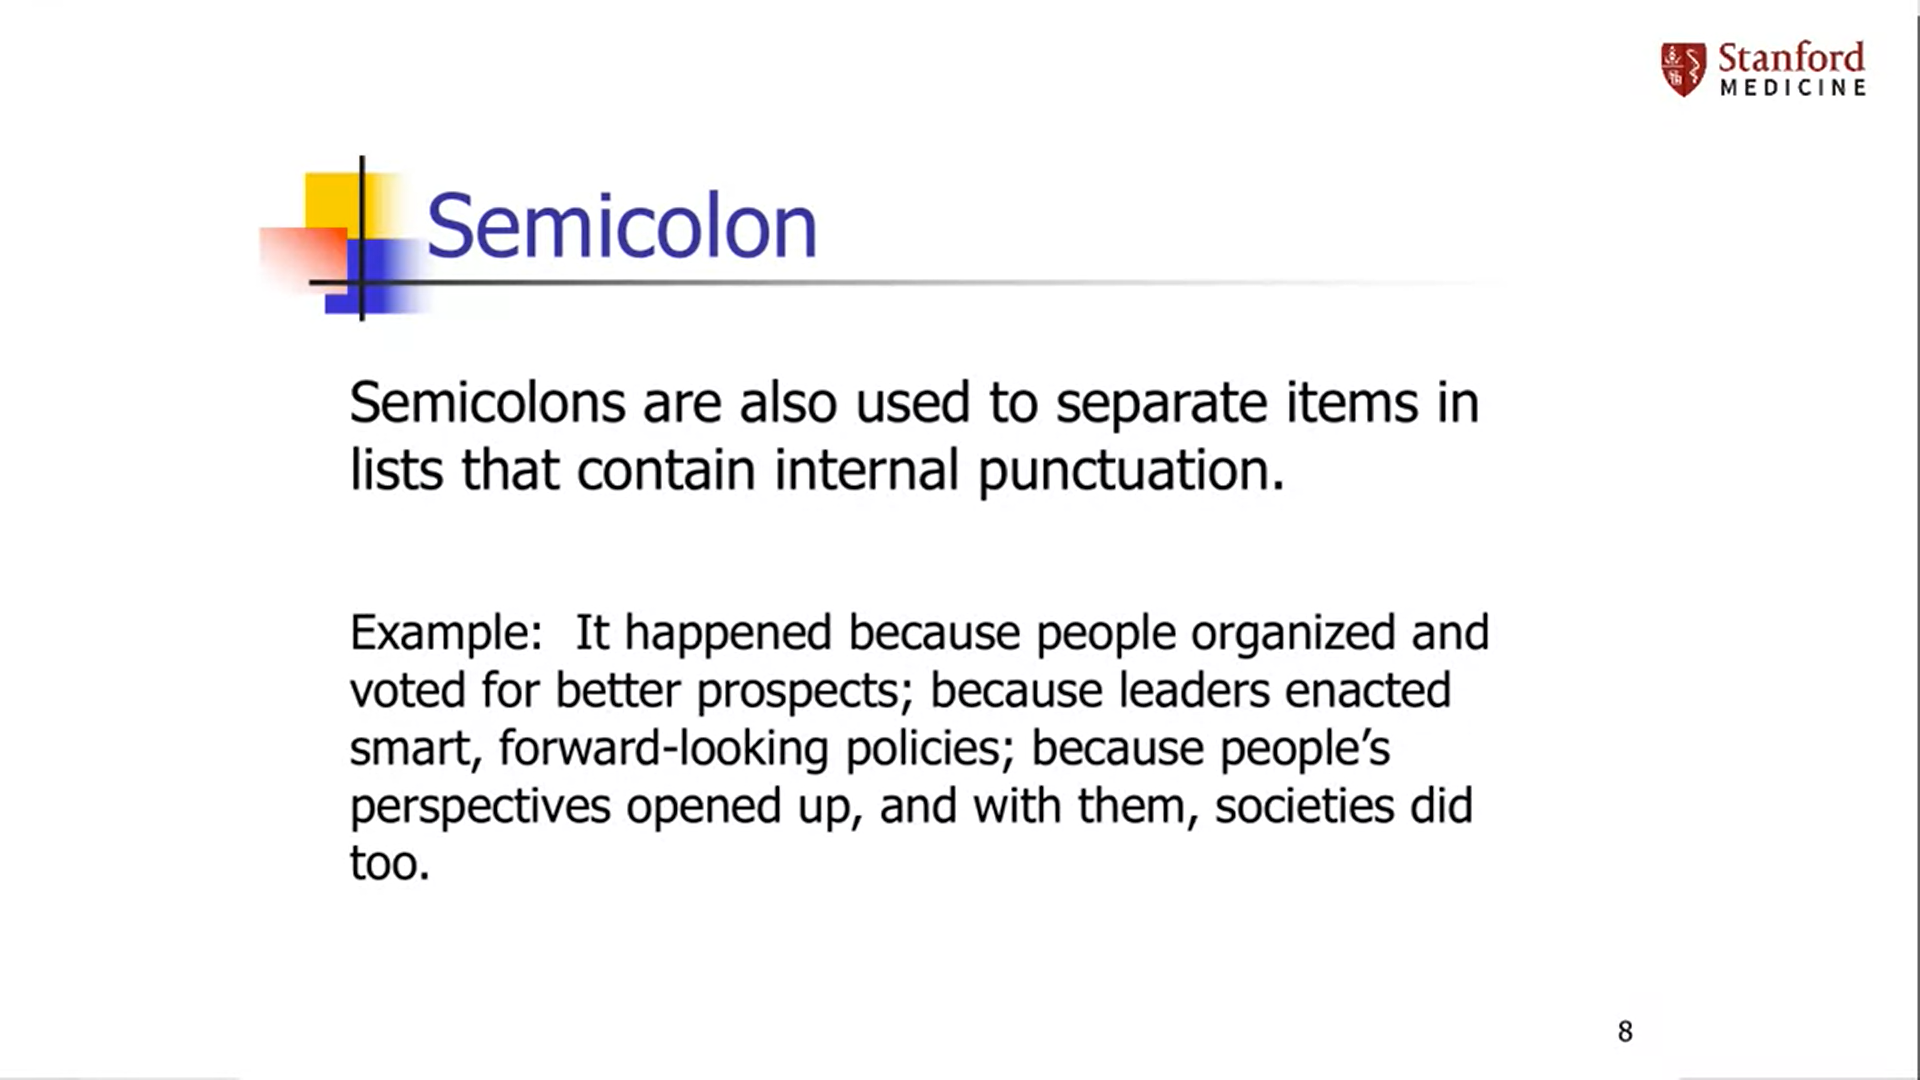 Stanford
MEDICINE
Semicolon
Semicolons are also used to separate items in
lists that contain internal punctuation.
Example:  It happened because people organized and
voted for better prospects; because leaders enacted
smart, forward-looking policies; because people’s
perspectives opened up, and with them, societies did
too.
8